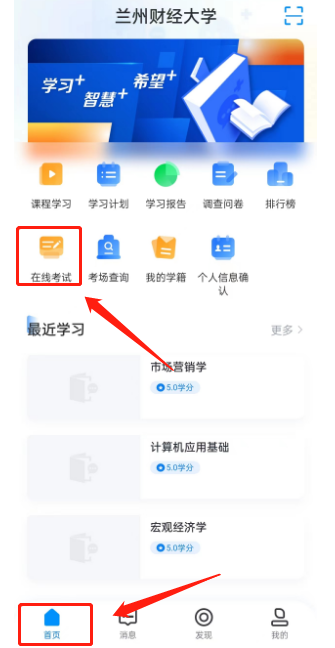 兰州财经大学
学习+
智慧+
希望+
课程学习 学习计划 学习报告 调查问卷 排行榜
在线考试 考场查询 我的学籍 个人信息确
认
最近学习 更多 >
市场营销学
5.0学分
计算机应用基础
5.0学分
宏观经济学
5.0学分
首页 消息 发现 我的